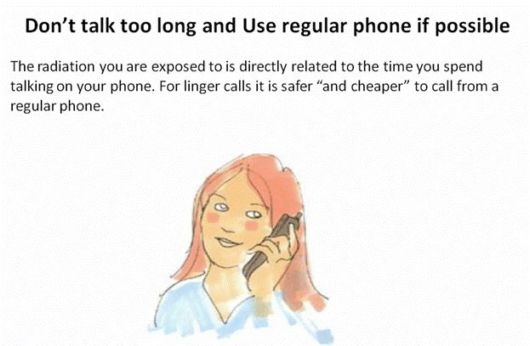 Don’t talk too long and Use regular phone if possible
The radiation you are exposed to is directly related to the time you spend
talking on your phone. For linger calls it is safer “and cheaper” to call from a
regular phone.